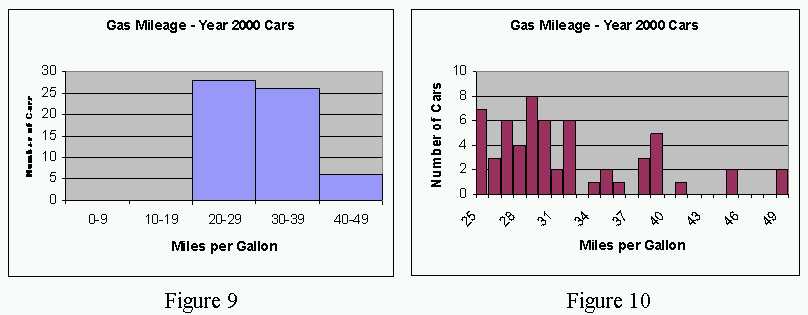 Gas Mileage - Year 2000 Cars
30
25
20
15
10
5
0
Number of Cars
0-9 10-19 20-29 30-39 40-49
Miles per Gallon
Figure 9
Gas Mileage - Year 2000 Cars
10
8
6
4
2
0
Number of Cars
25 28 31 34 37 40 43 46 49
Miles per Gallon
Figure 10